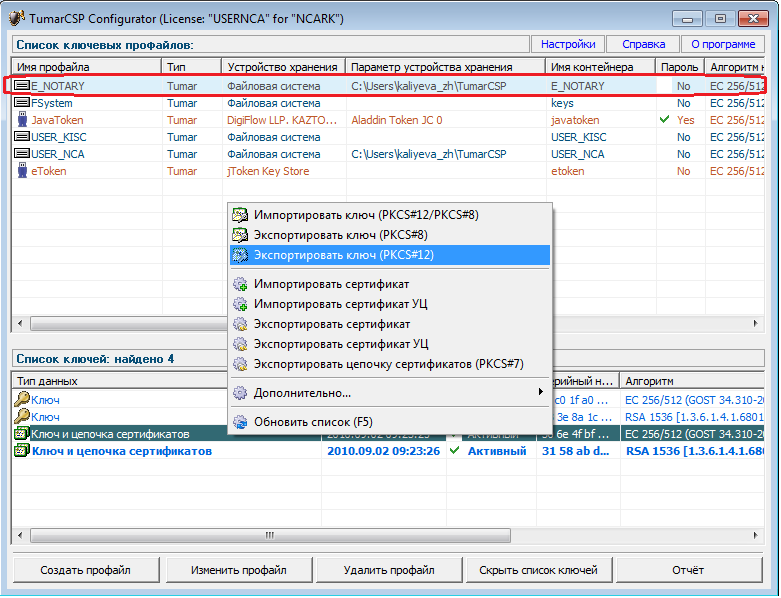 TumarCSP Configurator (License: "USERNCA" for "NCARK")
Список ключевых профайлов: Настройки Справка О программе
Имя профайла Тип Устройство хранения Параметр устройства хранения Имя контейнера Пароль Алгоритм
E_NOTARY Tumar Файловая система C:\Users\kaliyeva_zh\TumarCSP E_NOTARY No EC 256/512
FSystem Tumar Файловая система keys No EC 256/512
JavaToken Tumar DigiFlow LLP. KAZTO... Aladdin Token JC 0 javatoken Yes EC 256/512
USER_KISC Tumar Файловая система USER_KISC No EC 256/512
USER_NCA Tumar Файловая система C:\Users\kaliyeva_zh\TumarCSP USER_NCA No EC 256/512
eToken Tumar jToken Key Store etoken No EC 256/512
Импортировать ключ (PKCS#12/PKCS#8)
Экспортировать ключ (PKCS#8)
Экспортировать ключ (PKCS#12)
Импортировать сертификат
Импортировать сертификат УЦ
Экспортировать сертификат
Экспортировать сертификат УЦ
Экспортировать цепочку сертификатов (PKCS#7)
Дополнительно...
Обновить список (F5)
Список ключей: найдено 4
Тип данных Алгоритм
Ключ c0 1f a0 ... EC 256/512 (GOST 34.310-20
Ключ 3e 8a 1c ... RSA 1536 [1.3.6.1.4.1.6801
Ключ и цепочка сертификатов 6e 4f bf ... EC 256/512 (GOST 34.310-20
Ключ и цепочка сертификатов 2010.09.02 09:23:26 Активный 31 58 ab d... RSA 1536 [1.3.6.1.4.1.680
Создать профайл Изменить профайл Удалить профайл Скрыть список ключей Отчёт